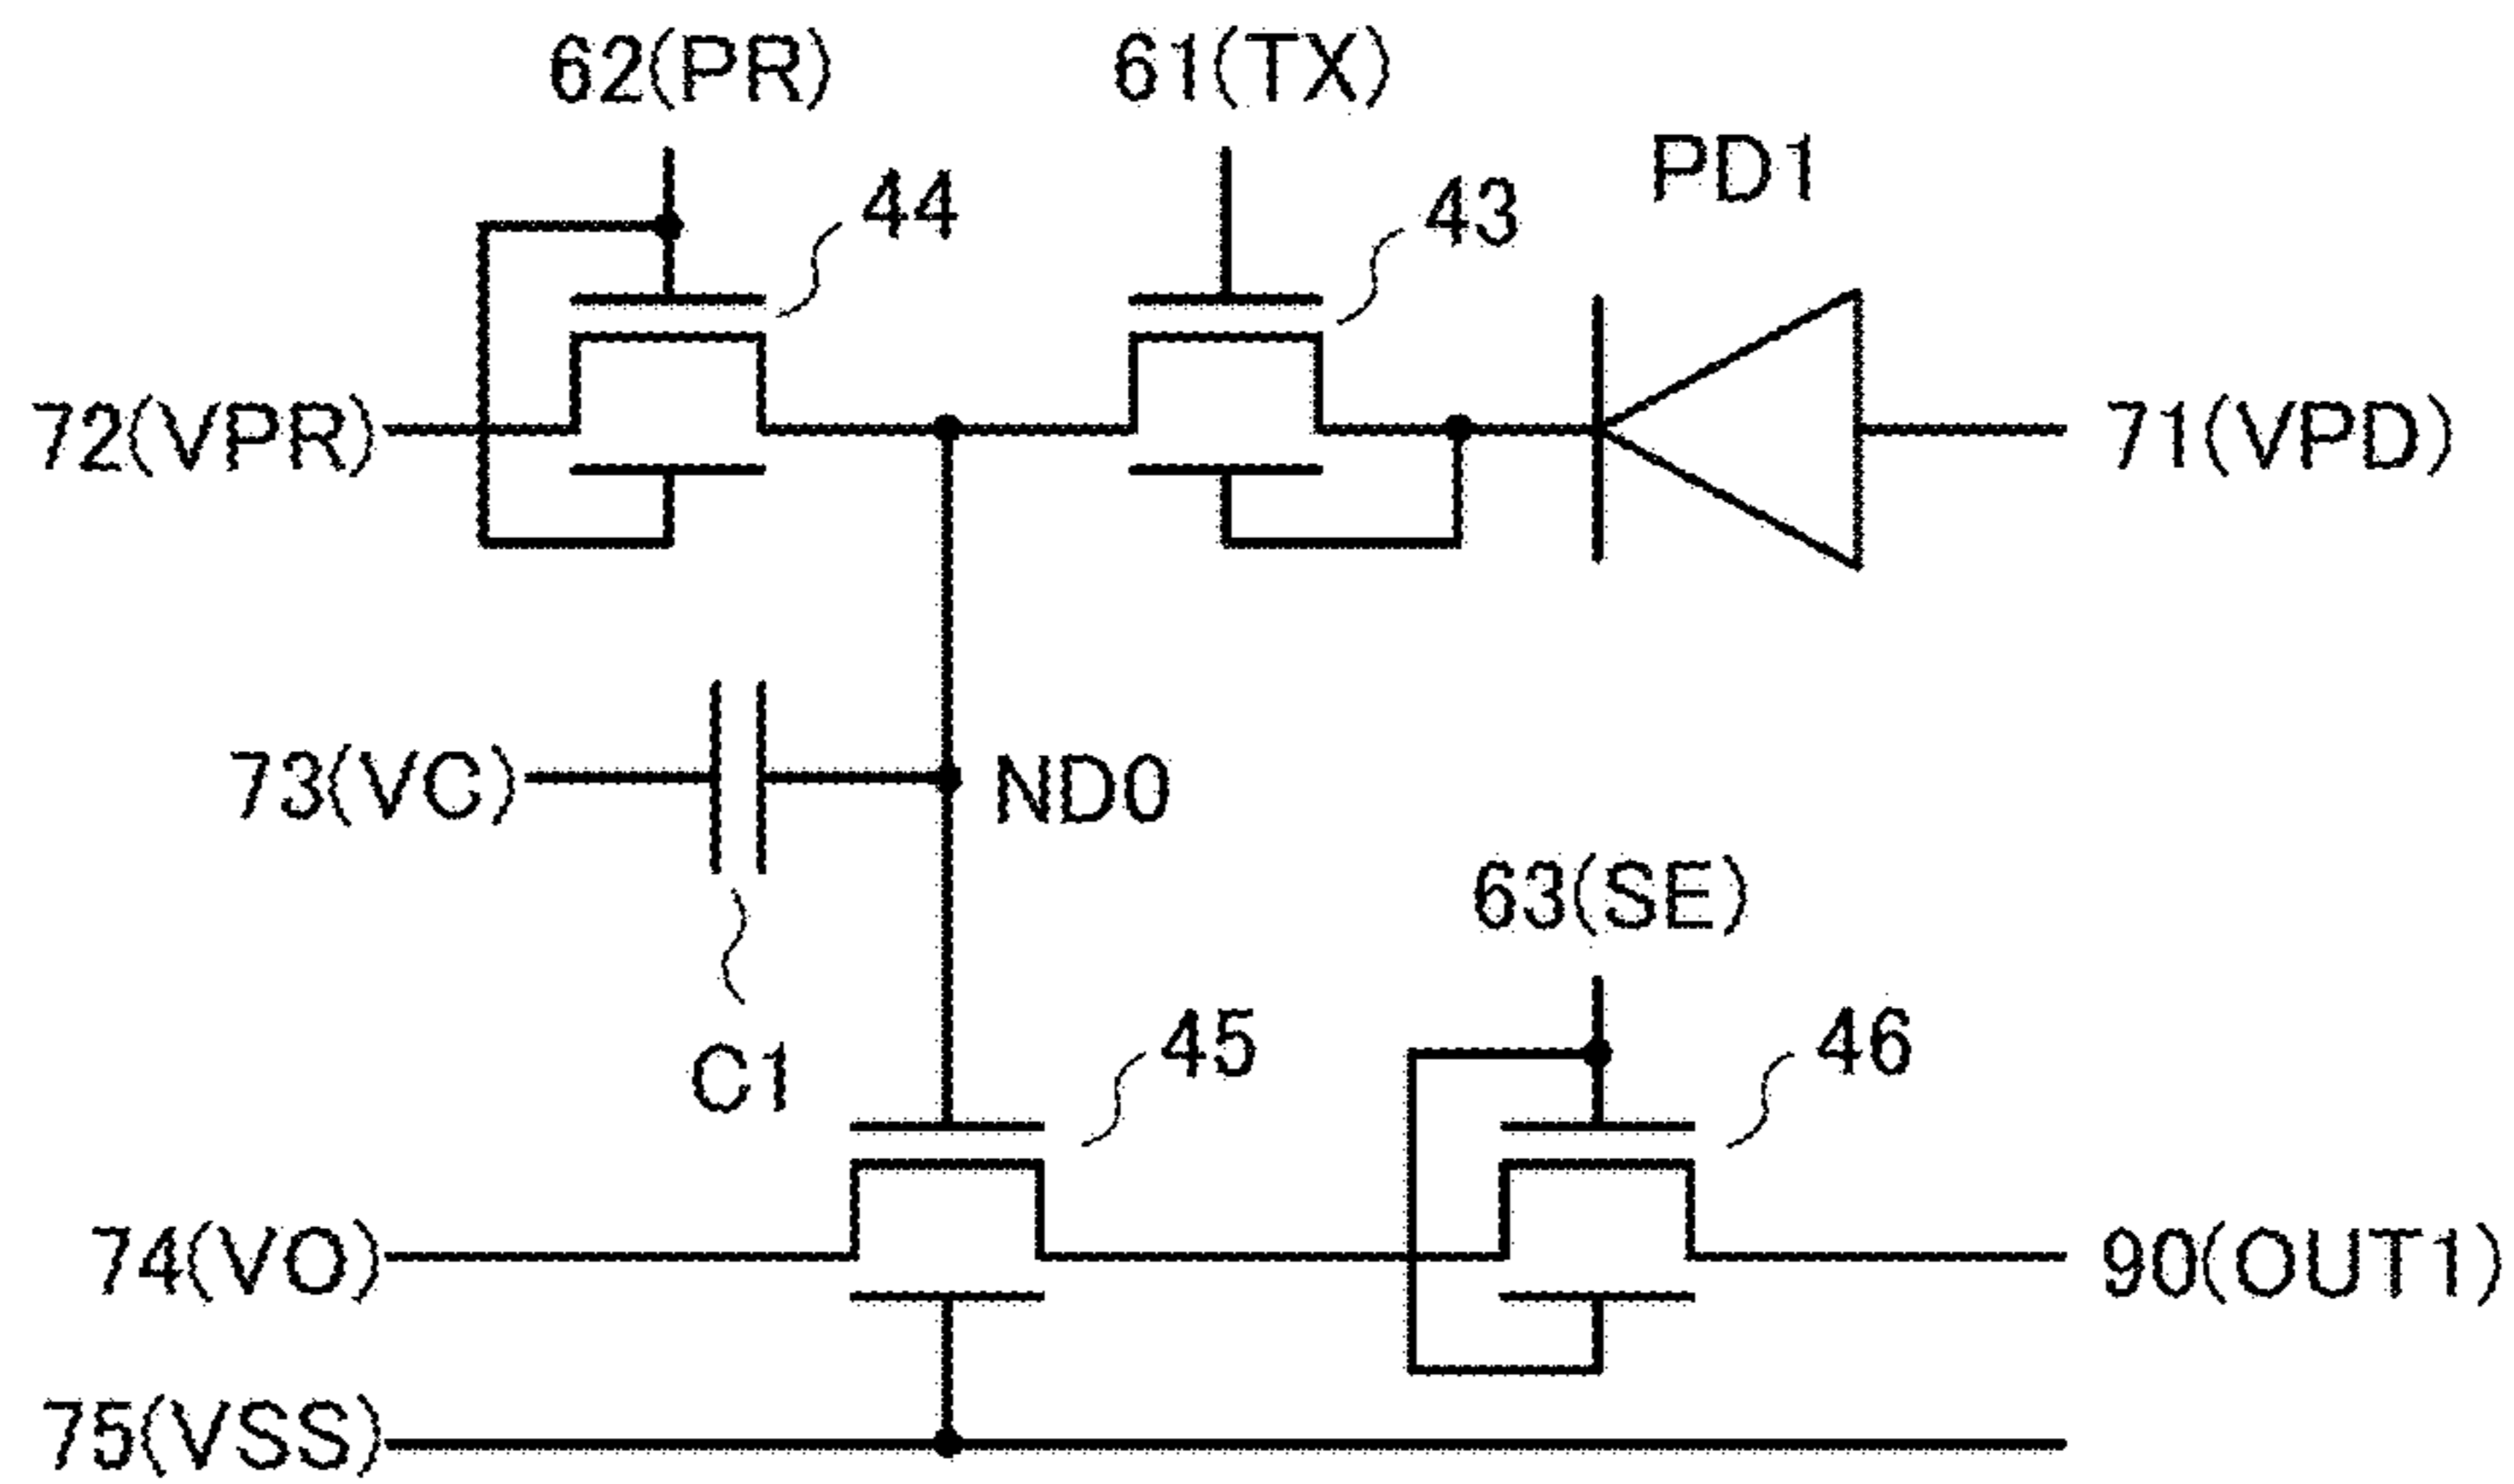 62(PR)
61(TX)
PD1
44
43
72(VPR)
71(VPD)
73(VC)
ND0
63(SE)
C1
45
46
74(VO)
90(OUT1)
75(VSS)